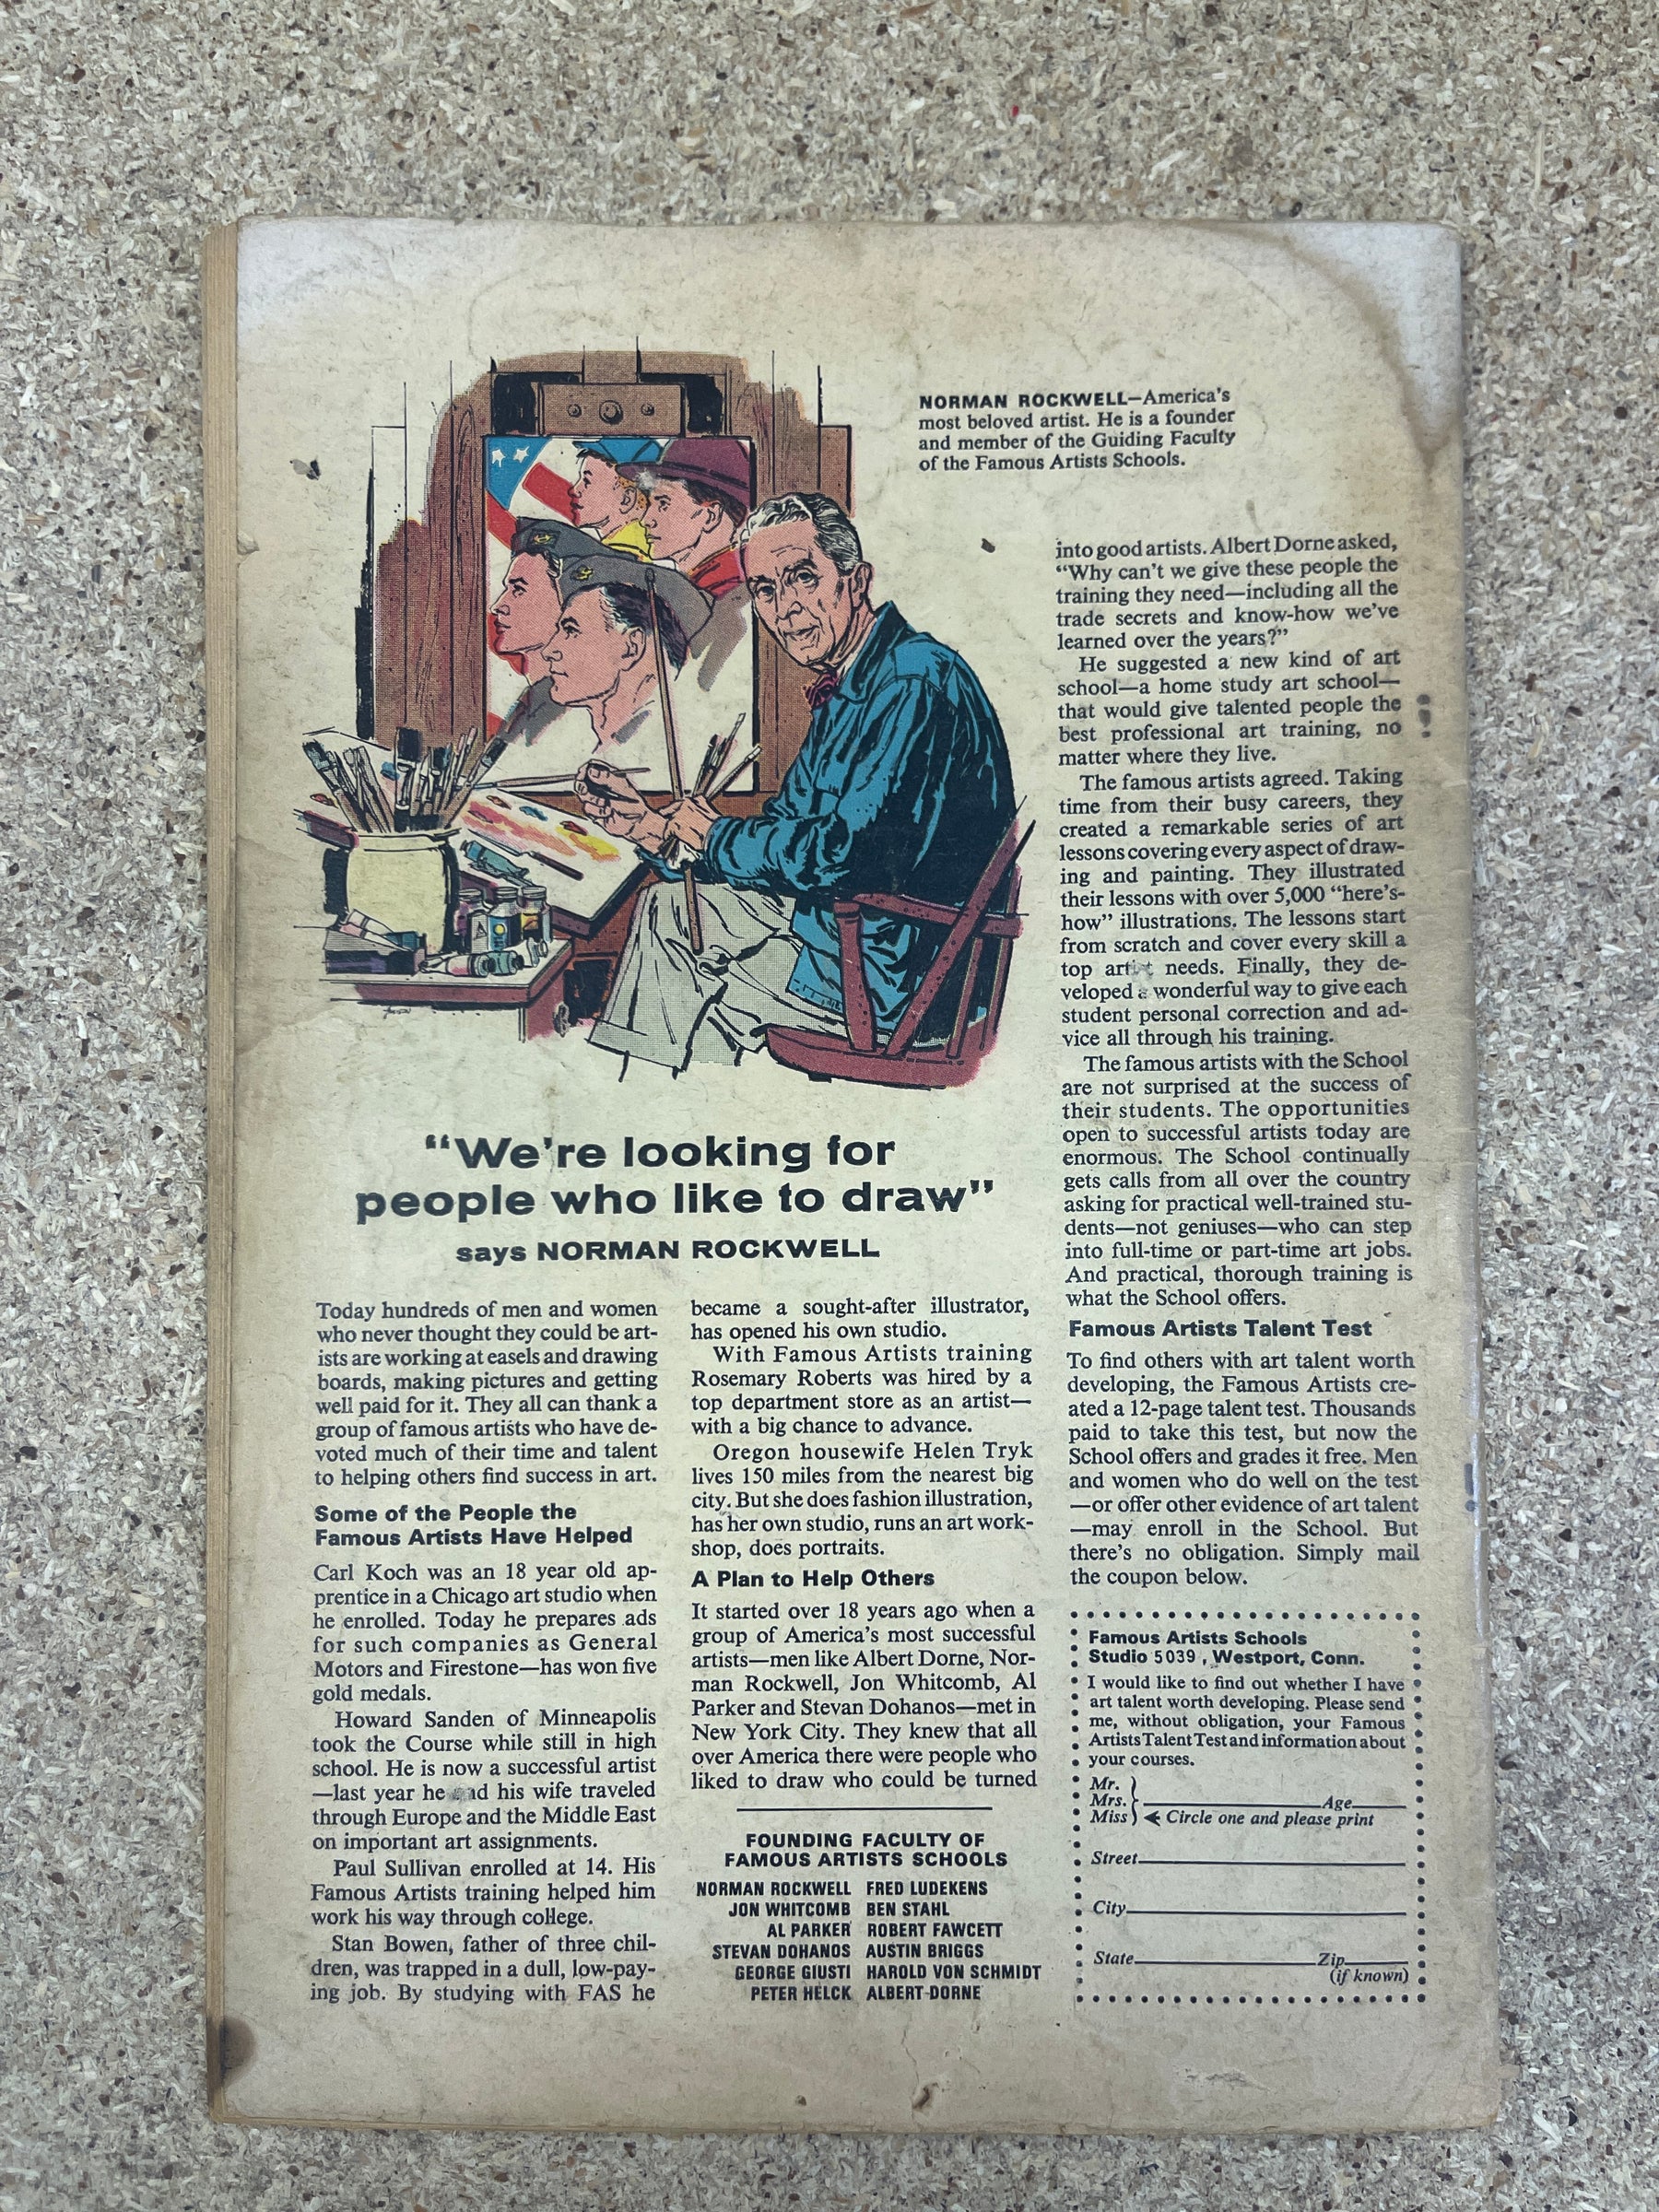 NORMAN ROCKWELL—America's
most beloved artist. He is a founder
and member of the Guiding Faculty
of the Famous Artists Schools.
"We're looking for
people who like to draw"
says NORMAN ROCKWELL
Today hundreds of men and women
who never thought they could be art-
ists are working at easels and drawing
boards, making pictures and getting
well paid for it. They all can thank a
group of famous artists who have de-
voted much of their time and talent
to helping others find success in art.
Some of the People the
Famous Artists Have Helped
Carl Koch was an 18 year old ap-
prentice in a Chicago art studio when
he enrolled. Today he prepares ads
for such companies as General
Motors and Firestone—has won five
gold medals.
Howard Sanden of Minneapolis
took the Course while still in high
school. He is now a successful artist
—last year he and his wife traveled
through Europe and the Middle East
on important art assignments.
Paul Sullivan enrolled at 14. His
Famous Artists training helped him
work his way through college.
Stan Bowen, father of three chil-
dren, was trapped in a dull, low-pay-
ing job. By studying with FAS he
became a sought-after illustrator,
has opened his own studio.
With Famous Artists training
Rosemary Roberts was hired by a
top department store as an artist—
with a big chance to advance.
Oregon housewife Helen Tryk
lives 150 miles from the nearest big
city. But she does fashion illustration,
has her own studio, runs an art work-
shop, does portraits.
A Plan to Help Others
It started over 18 years ago when a
group of America's most successful
artists—men like Albert Dorne, Nor-
man Rockwell, Jon Whitcomb, Al
Parker and Stevan Dohanos—met in
New York City. They knew that all
over America there were people who
liked to draw who could be turned
FOUNDING FACULTY OF
FAMOUS ARTISTS SCHOOLS
NORMAN ROCKWELL FRED LUDEKENS
JON WHITCOMB BEN STAHL
AL PARKER ROBERT FAWCETT
STEVAN DOHANOS AUSTIN BRIGGS
GEORGE GIUSTI HAROLD VON SCHMIDT
PETER HELCK ALBERT DORNE
into good artists. Albert Dorne asked,
"Why can't we give these people the
training they need—including all the
trade secrets and know-how we've
learned over the years?"
He suggested a new kind of art
school—a home study art school—
that would give talented people the
best professional art training, no
matter where they live.
The famous artists agreed. Taking
time from their busy careers, they
created a remarkable series of art
lessons covering every aspect of draw-
ing and painting. They illustrated
their lessons with over 5,000 "here's-
how" illustrations. The lessons start
from scratch and cover every skill a
top artist needs. Finally, they de-
veloped a wonderful way to give each
student personal correction and ad-
vice all through his training.
The famous artists with the School
are not surprised at the success of
their students. The opportunities
open to successful artists today are
enormous. The School continually
gets calls from all over the country
asking for practical well-trained stu-
dents—not geniuses—who can step
into full-time or part-time art jobs.
And practical, thorough training is
what the School offers.
Famous Artists Talent Test
To find others with art talent worth
developing, the Famous Artists cre-
ated a 12-page talent test. Thousands
paid to take this test, but now the
School offers and grades it free. Men
and women who do well on the test
—or offer other evidence of art talent
—may enroll in the School. But
there's no obligation. Simply mail
the coupon below.
Famous Artists Schools
Studio 5039, Westport, Conn.
I would like to find out whether I have
art talent worth developing. Please send
me, without obligation, your Famous
Artists Talent Test and information about
your courses.
Mr.
Mrs. Age
Miss Circle one and please print
Street
City
State Zip
(if known)